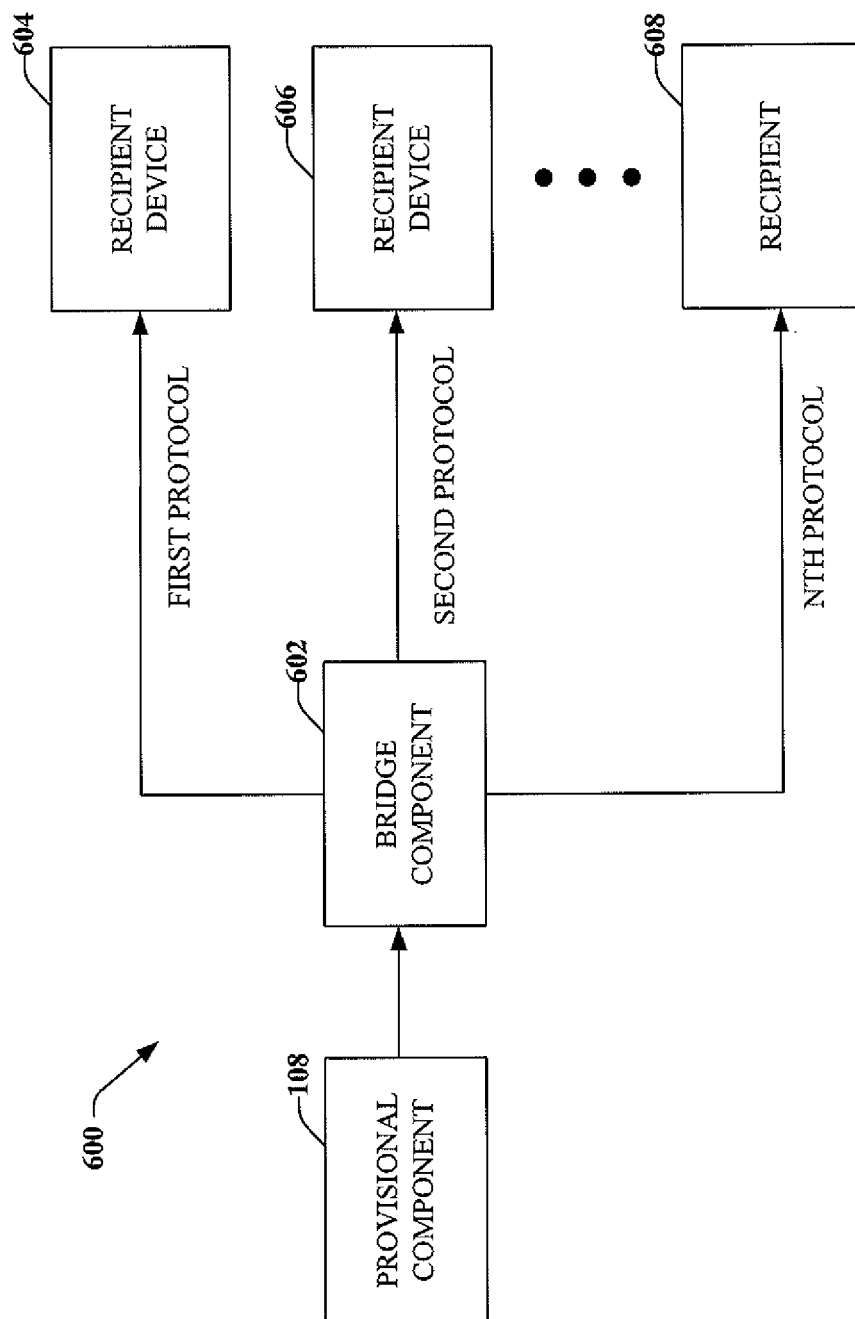 600
PROVISIONAL
COMPONENT
108
BRIDGE
COMPONENT
602
FIRST PROTOCOL
SECOND PROTOCOL
NTH PROTOCOL
RECIPIENT
DEVICE
604
RECIPIENT
DEVICE
606
RECIPIENT
608